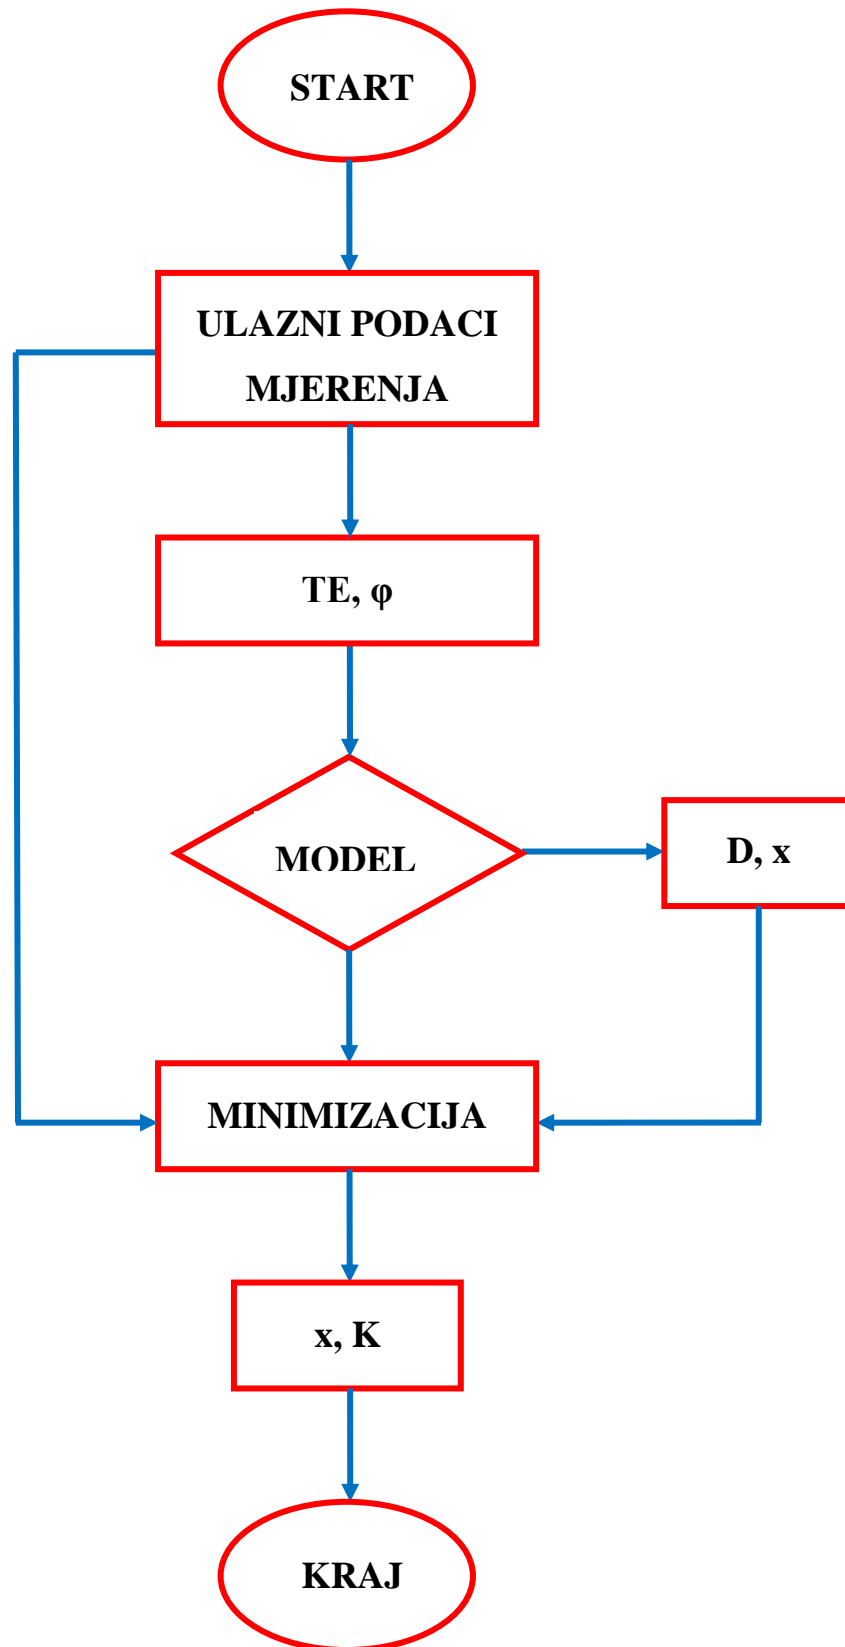 START
ULAZNI PODACI
MJERENJA
TE, φ
MODEL
D, x
MINIMIZACIJA
x, K
KRAJ